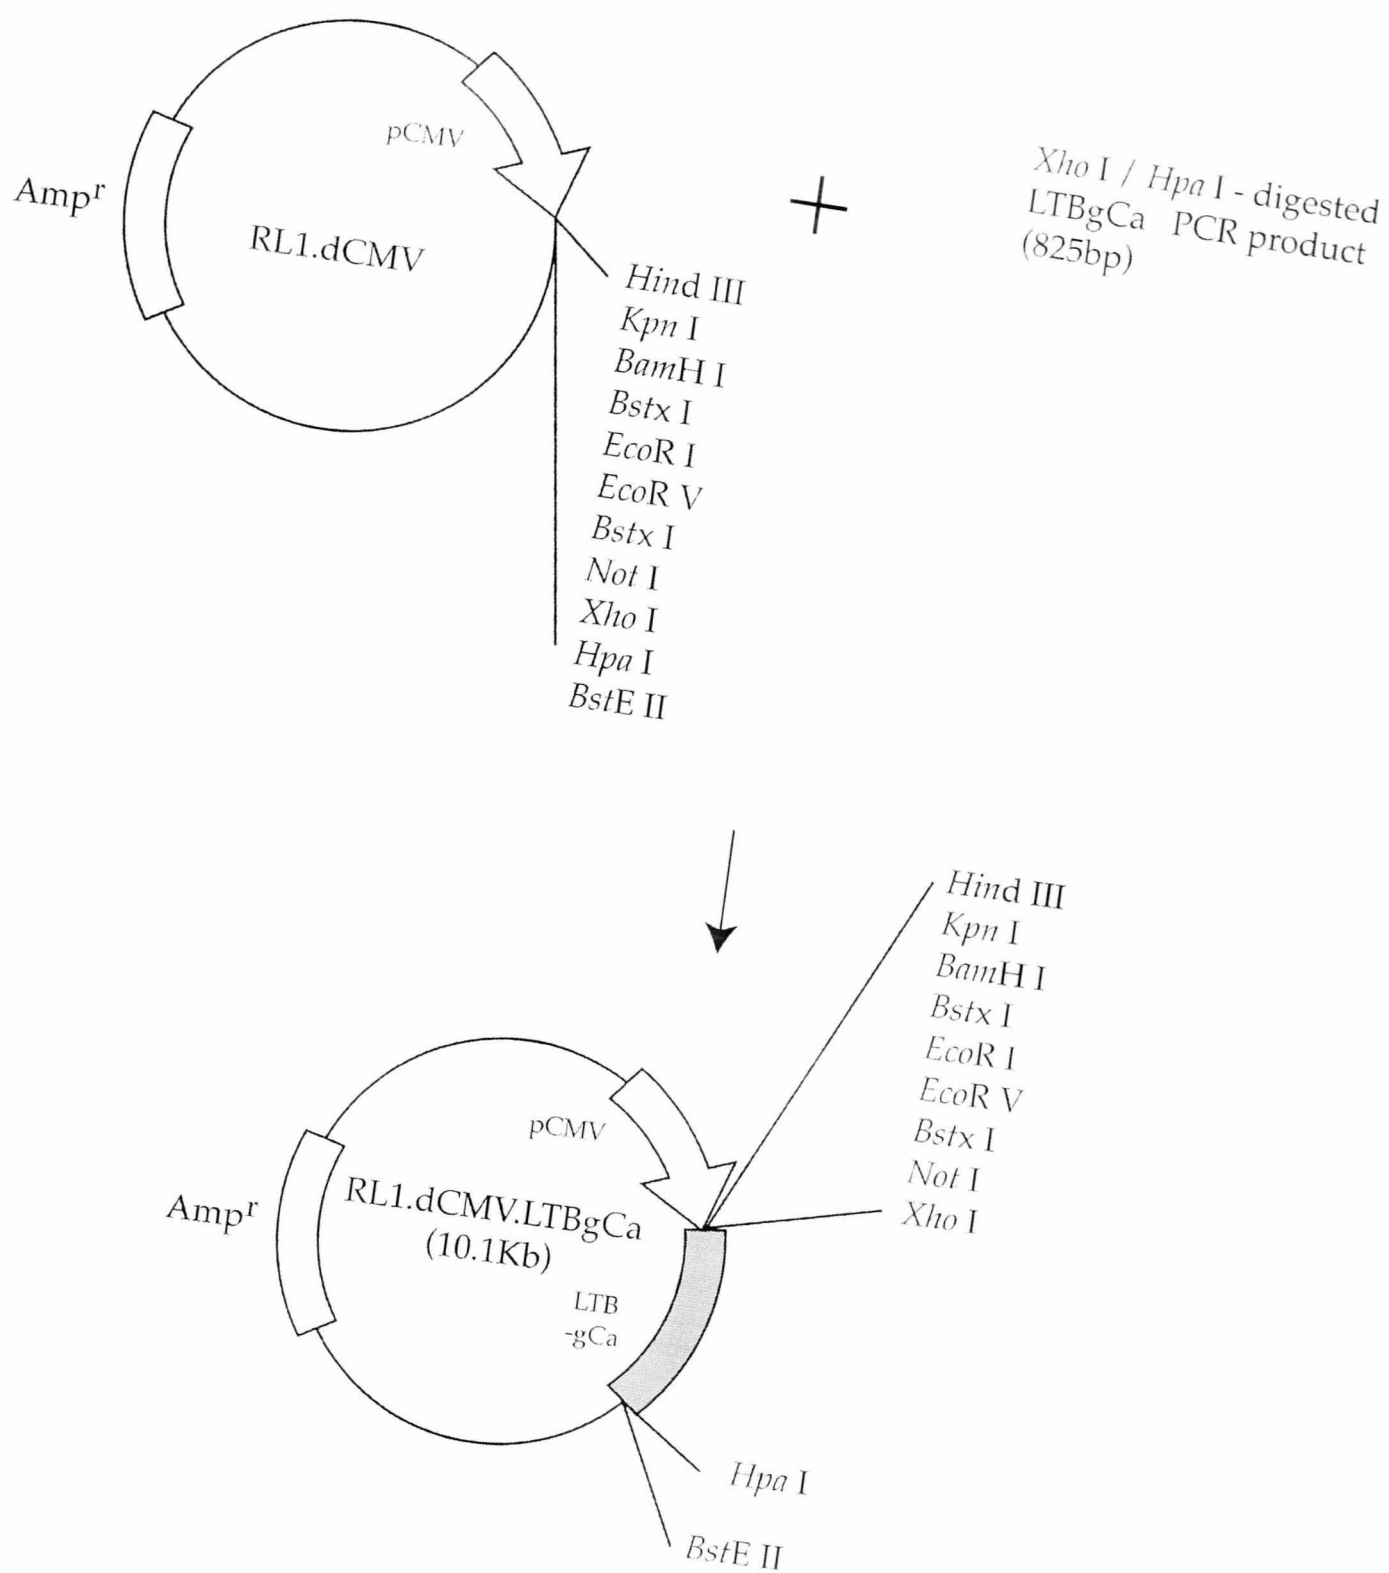 pCMV
Ampʳ
RL1.dCMV
Xho I / Hpa I - digested
LTBgCa PCR product
(825bp)
Hind III
Kpn I
BamH I
Bstx I
EcoR I
EcoR V
Bstx I
Not I
Xho I
Hpa I
BstE II
Hind III
Kpn I
BamH I
Bstx I
EcoR I
EcoR V
Bstx I
Not I
Xho I
pCMV
Ampʳ
RL1.dCMV.LTBgCa
(10.1Kb)
LTB
-gCa
Hpa I
BstE II